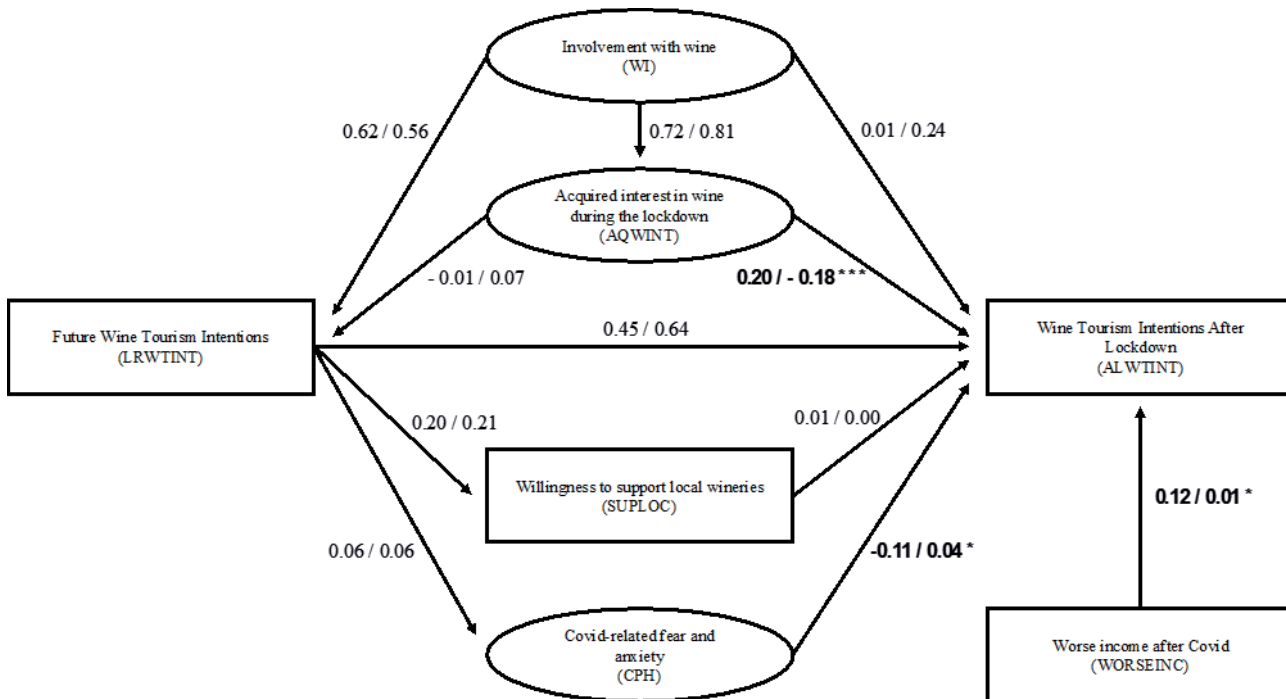 Involvement with wine
(WI)
0.62 / 0.56
0.72 / 0.81
0.01 / 0.24
Acquired interest in wine
during the lockdown
(AQWINT)
- 0.01 / 0.07
0.20 / - 0.18***
Future Wine Tourism Intentions
(LRWTINT)
0.45 / 0.64
Wine Tourism Intentions After
Lockdown
(ALWTINT)
0.20 / 0.21
0.01 / 0.00
Willingness to support local wineries
(SUPLOC)
0.12 / 0.01 *
0.06 / 0.06
-0.11 / 0.04 *
Covid-related fear and
anxiety
(CPH)
Worse income after Covid
(WORSEINC)